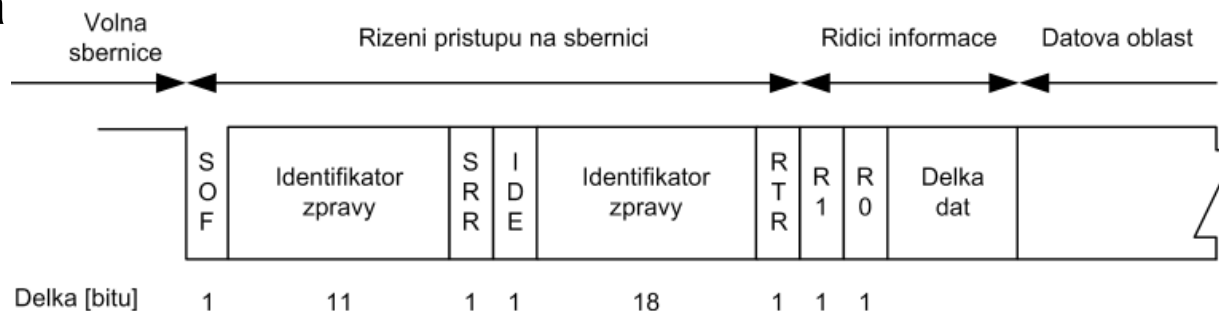 Volna
sbernice
Rizeni pristupu na sbernici
Ridici informace
Datova oblast
S
O
F
Identifikator
zpravy
S
R
R
I
D
E
Identifikator
zpravy
R
T
R
R
1
R
0
Delka
dat
Delka [bitu]
1
11
1
1
18
1
1
1